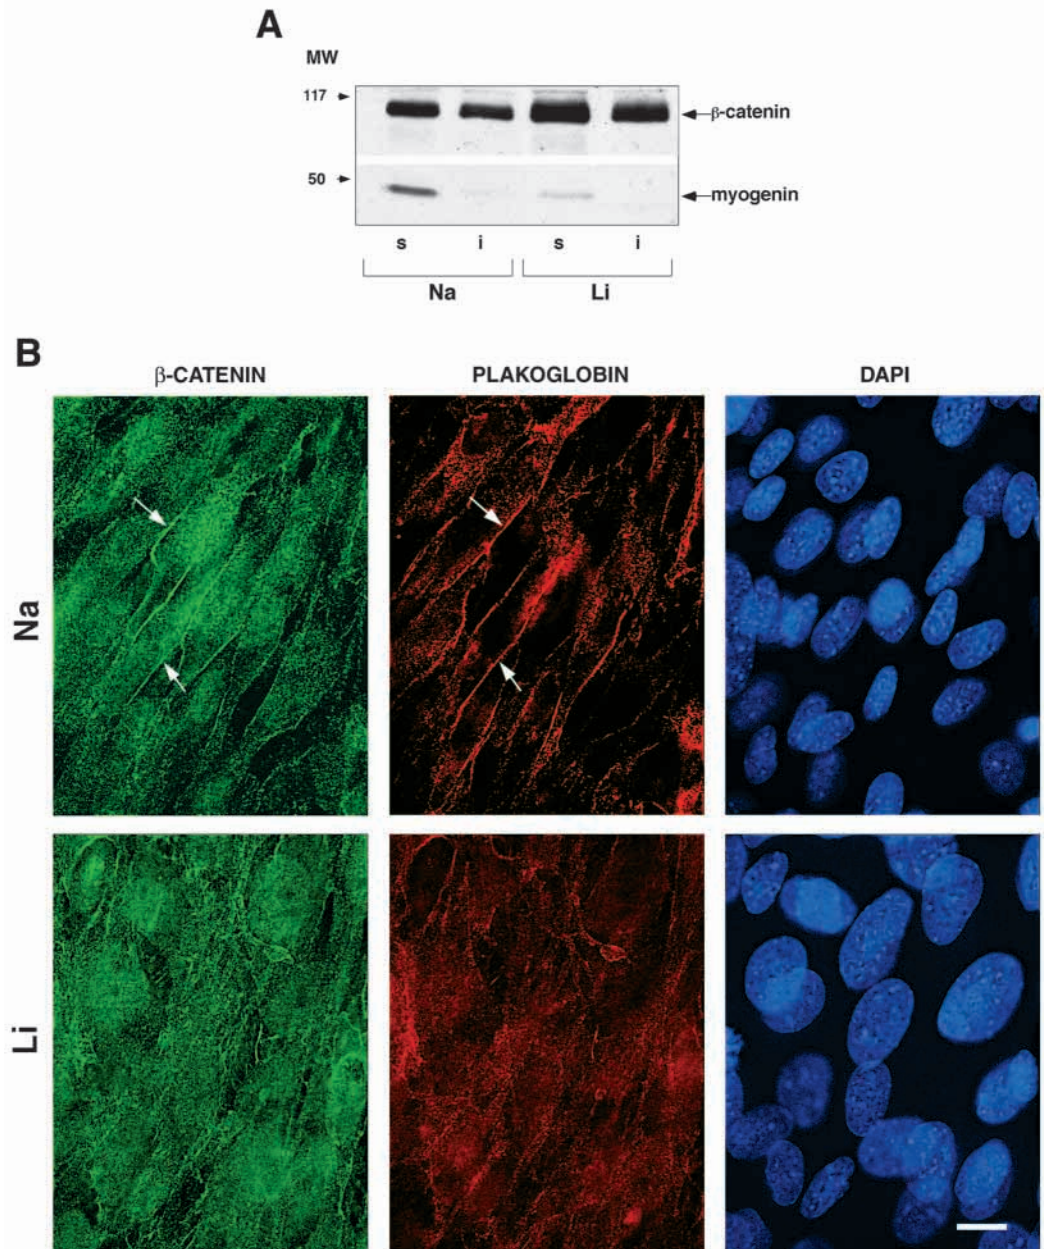 A
MW
117
β-catenin
50
myogenin
s i s i
Na Li
B
β-CATENIN PLAKOGLOBIN DAPI
Na
Li